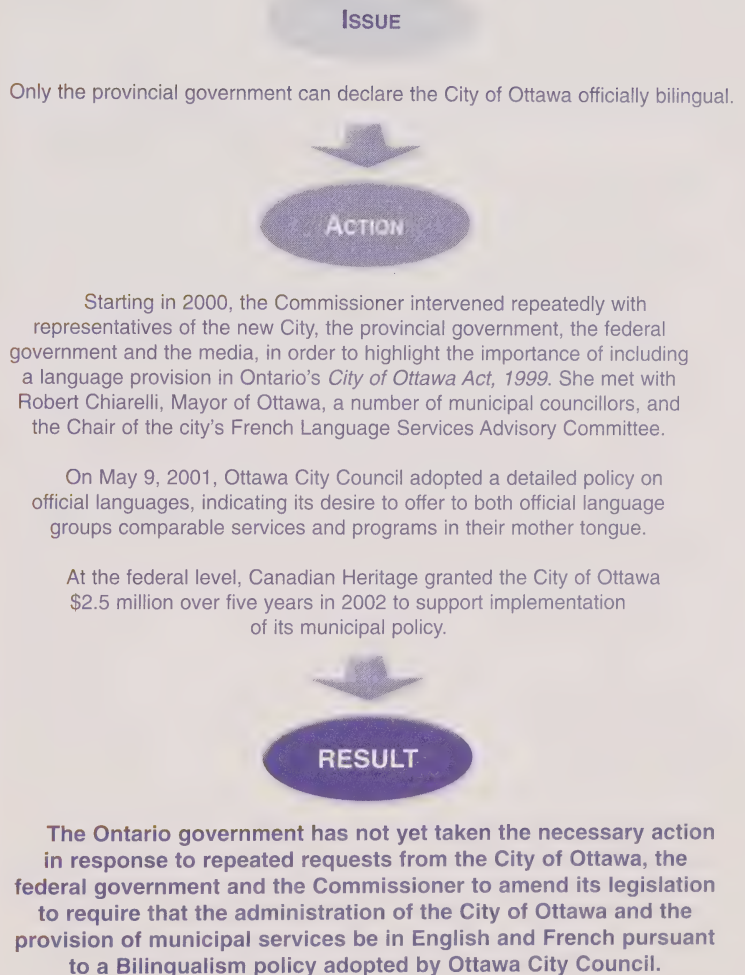 ISSUE
Only the provincial government can declare the City of Ottawa officially bilingual.
ACTION
Starting in 2000, the Commissioner intervened repeatedly with
representatives of the new City, the provincial government, the federal
government and the media, in order to highlight the importance of including
a language provision in Ontario's City of Ottawa Act, 1999. She met with
Robert Chiarelli, Mayor of Ottawa, a number of municipal councillors, and
the Chair of the city's French Language Services Advisory Committee.
On May 9, 2001, Ottawa City Council adopted a detailed policy on
official languages, indicating its desire to offer to both official language
groups comparable services and programs in their mother tongue.
At the federal level, Canadian Heritage granted the City of Ottawa
$2.5 million over five years in 2002 to support implementation
of its municipal policy.
RESULT
The Ontario government has not yet taken the necessary action
in response to repeated requests from the City of Ottawa, the
federal government and the Commissioner to amend its legislation
to require that the administration of the City of Ottawa and the
provision of municipal services be in English and French pursuant
to a Bilingualism policy adopted by Ottawa City Council.